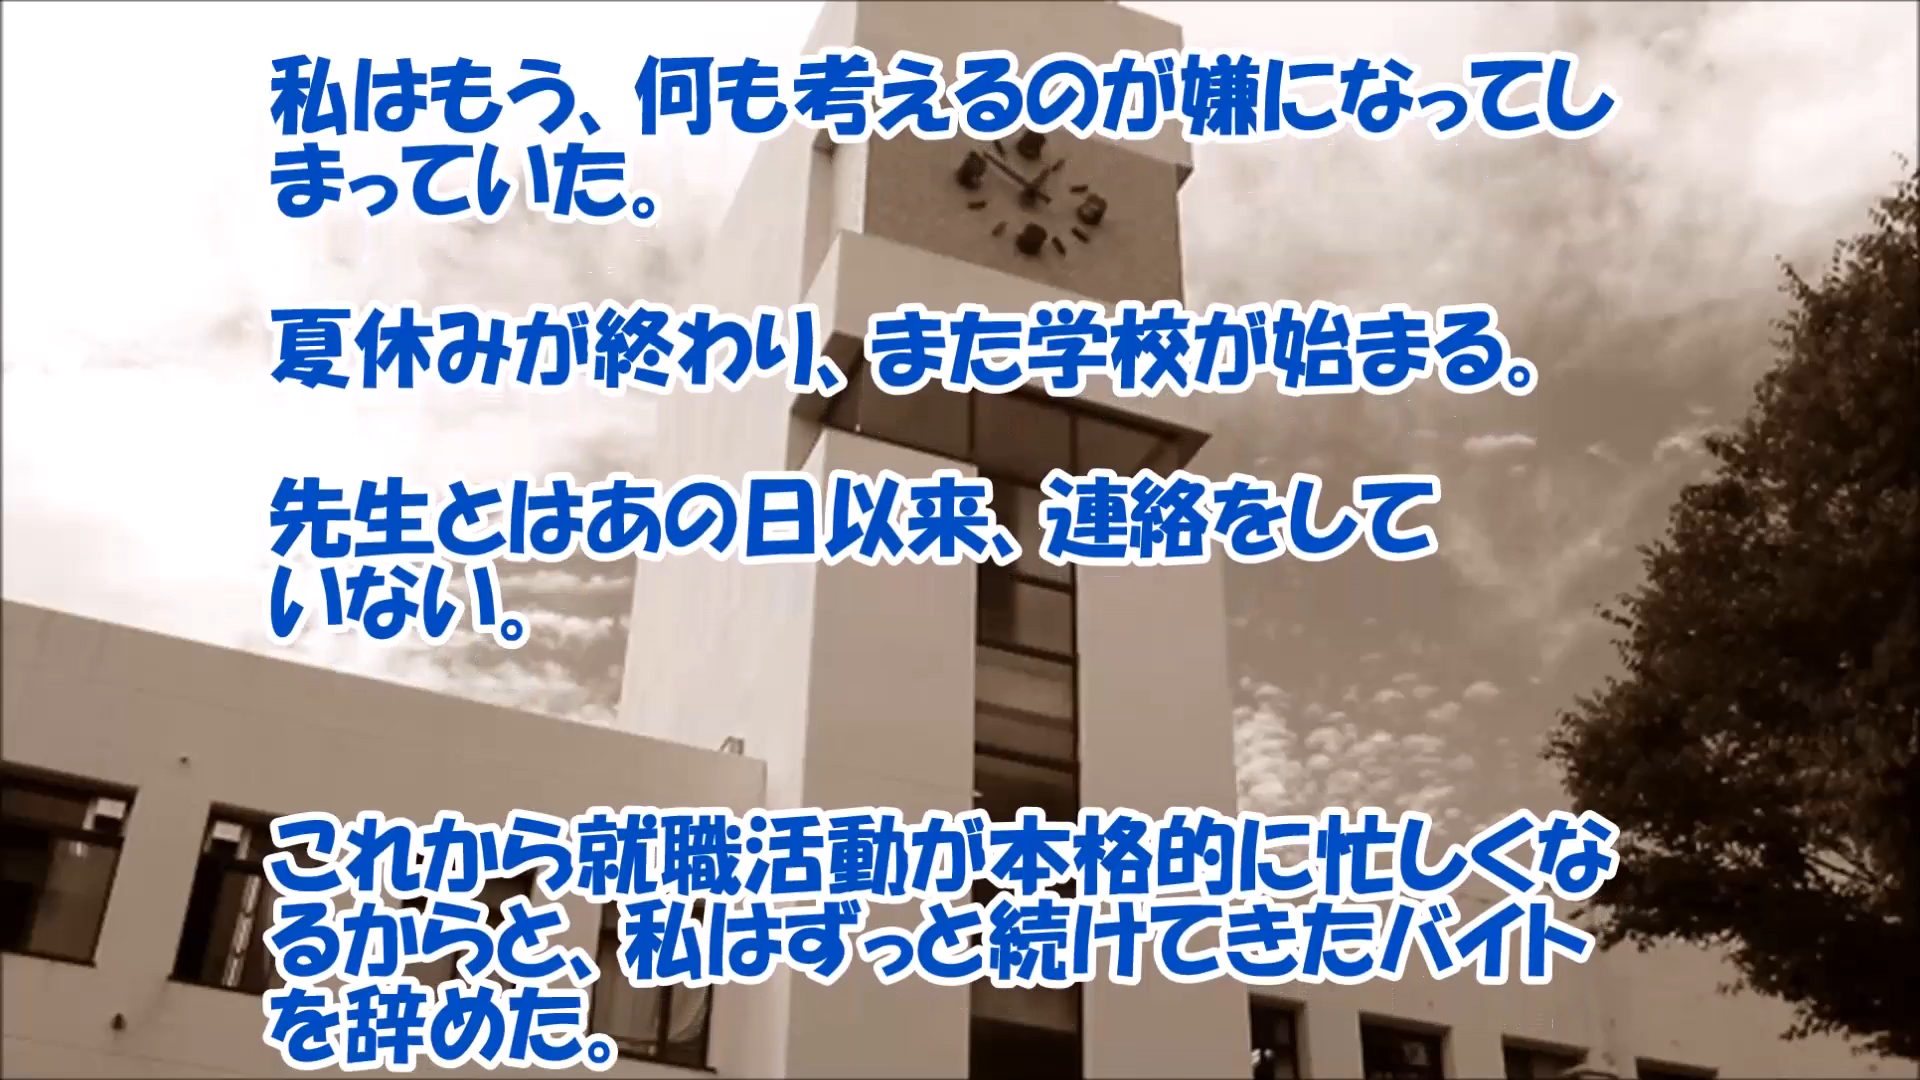 私はもう、何も考えるのが嫌になってし
まっていた。
夏休みが終わり、また学校が始まる。
先生とはあの日以来、連絡をして
いない。
これから就職活動が本格的に忙しくな
るからと、私はずっと続けてきたバイト
を辞めた。